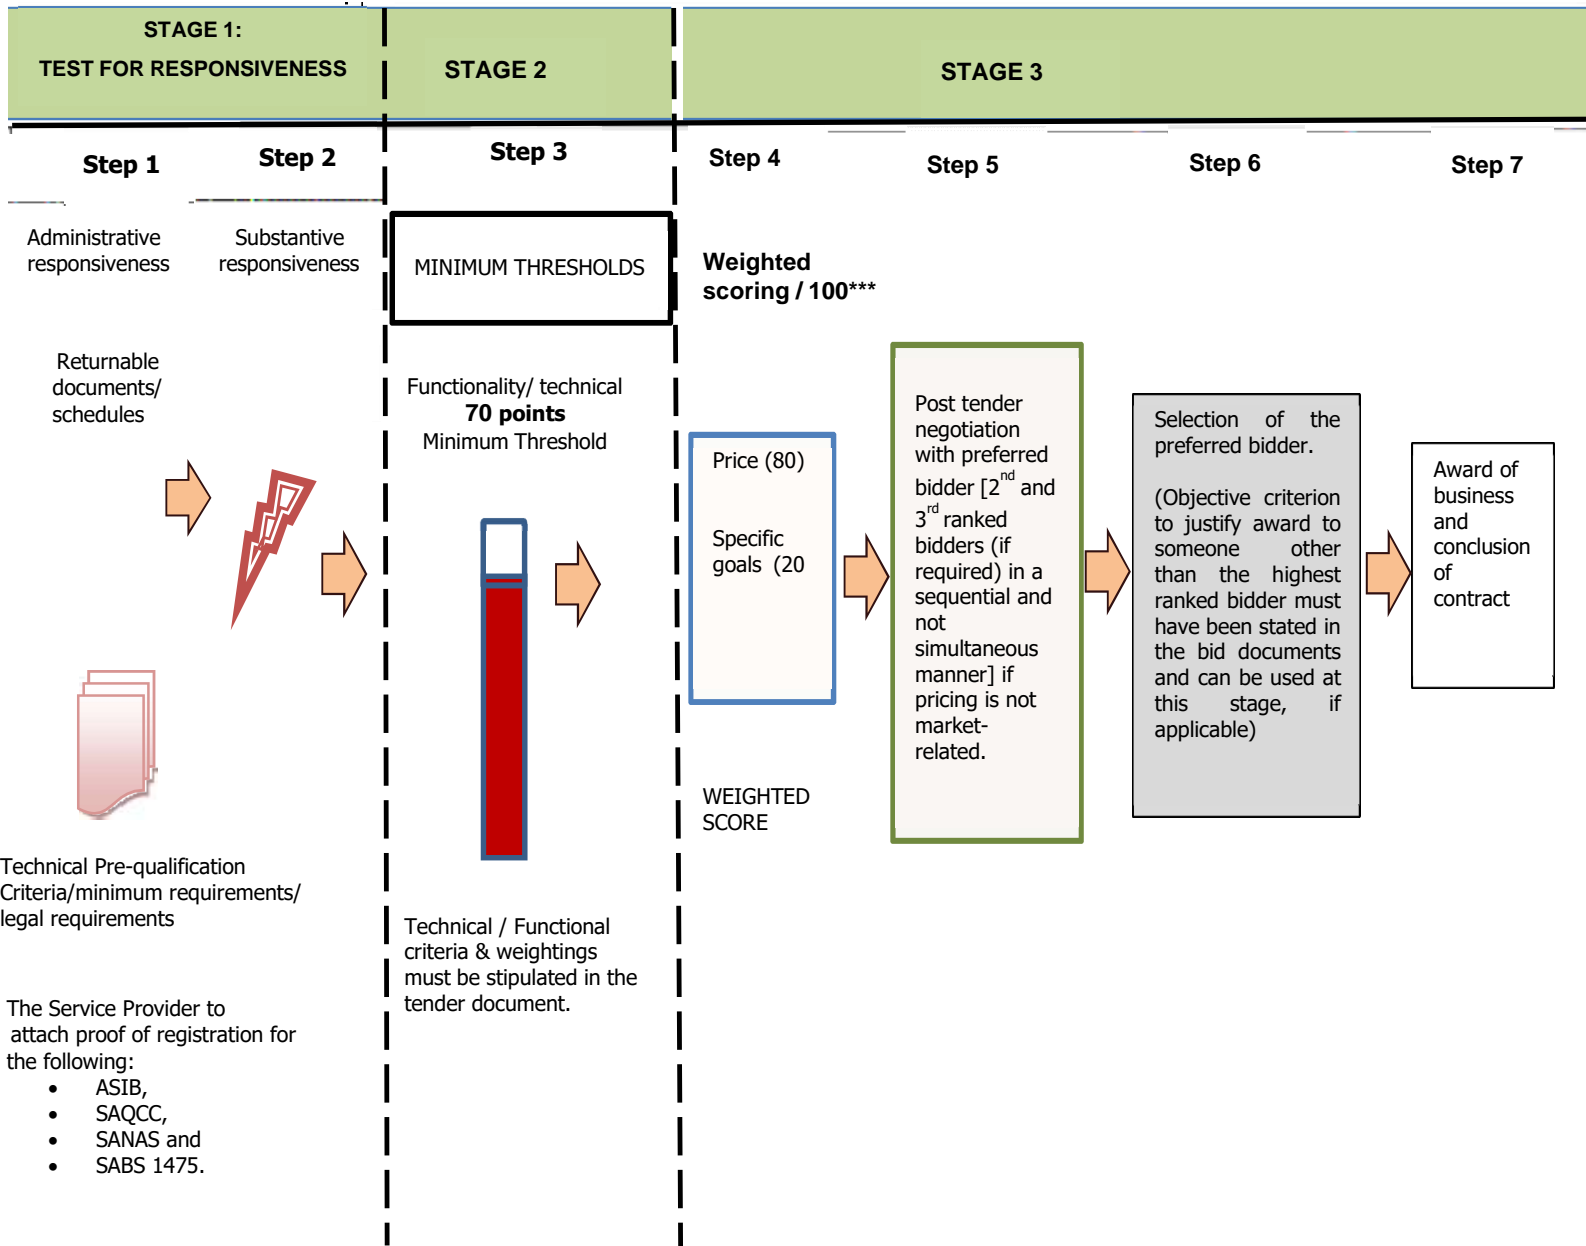 STAGE 1:
TEST FOR RESPONSIVENESS
STAGE 2
STAGE 3
Step 1
Step 2
Step 3
Step 4
Step 5
Step 6
Step 7
Administrative
responsiveness
Substantive
responsiveness
MINIMUM THRESHOLDS
Weighted
scoring / 100***
Returnable
documents/
schedules
Functionality/ technical
70 points
Minimum Threshold
Price (80)
Specific
goals (20
WEIGHTED
SCORE
Post tender
negotiation
with preferred
bidder [2nd and
3rd ranked
bidders (if
required) in a
sequential and
not
simultaneous
manner] if
pricing is not
market-
related.
Selection of the
preferred bidder.
(Objective criterion
to justify award to
someone other
than the highest
ranked bidder must
have been stated in
the bid documents
and can be used at
this stage, if
applicable)
Award of
business
and
conclusion
of
contract
Technical Pre-qualification
Criteria/minimum requirements/
legal requirements
Technical / Functional
criteria & weightings
must be stipulated in the
tender document.
The Service Provider to
attach proof of registration for
the following:
• ASIB,
• SAQCC,
• SANAS and
• SABS 1475.